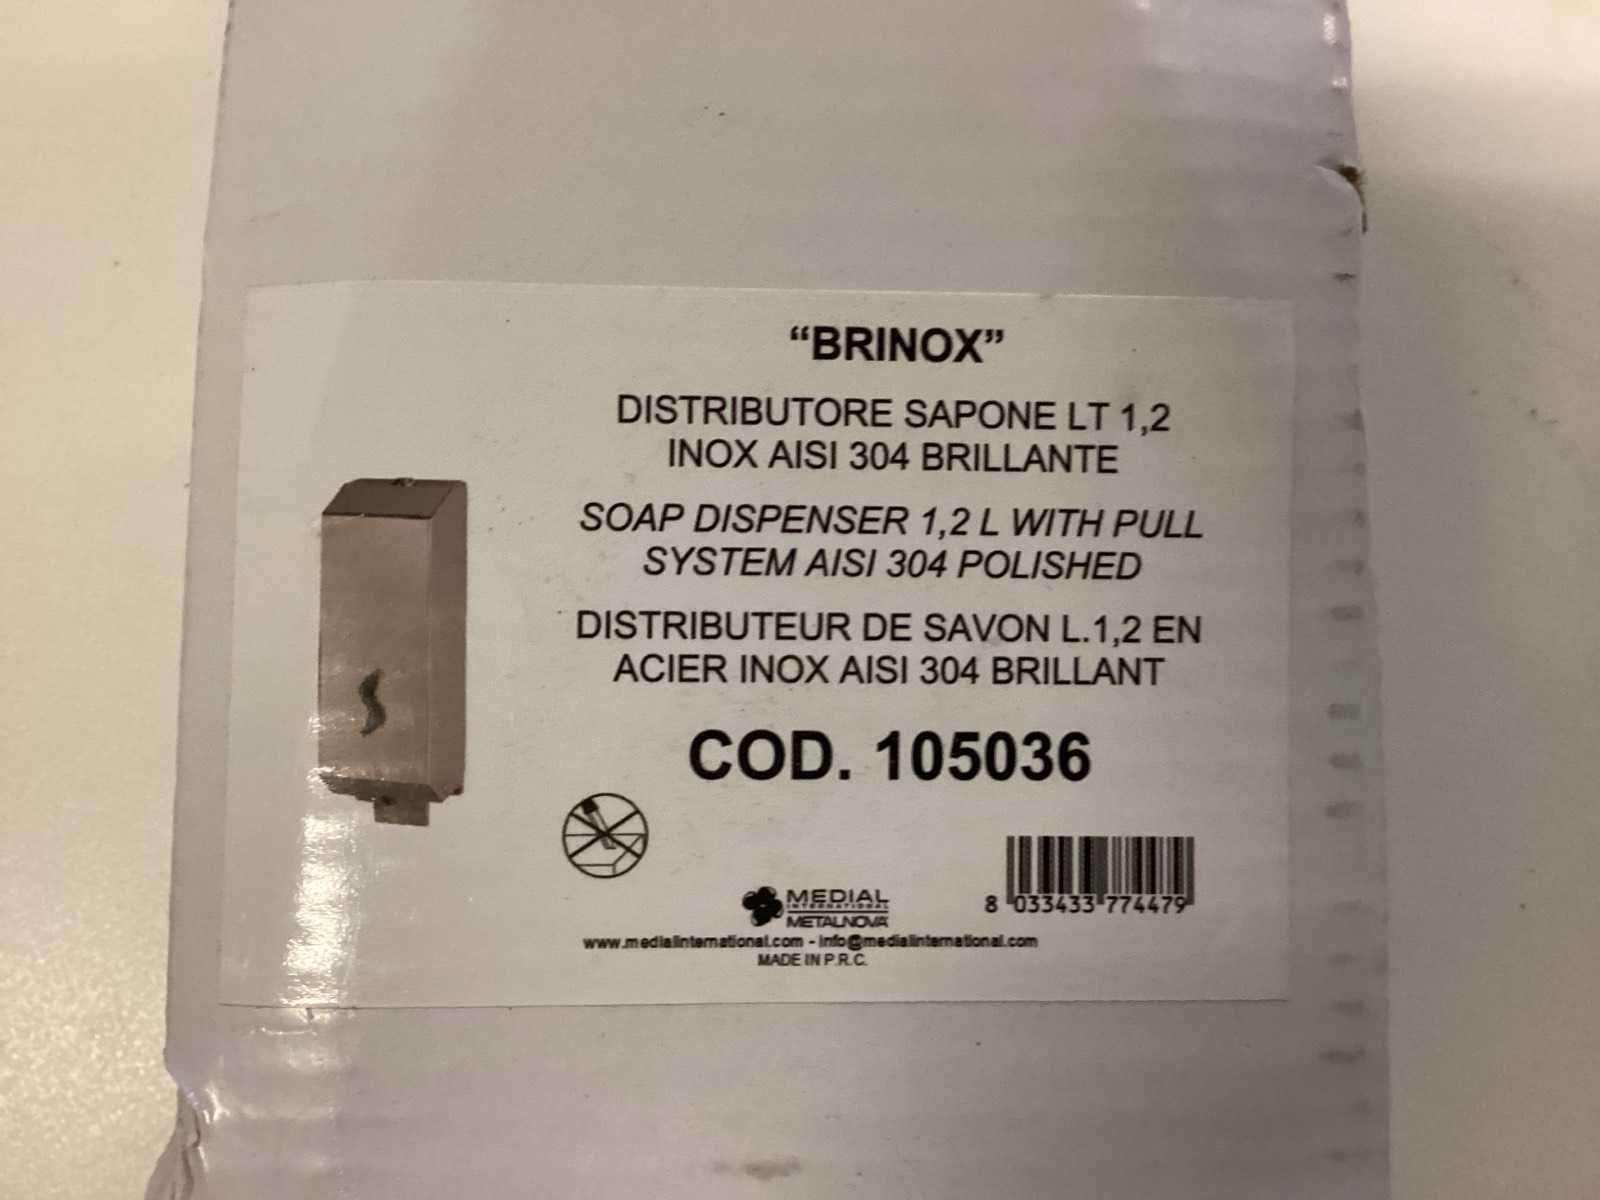 “BRINOX”
DISTRIBUTORE SAPONE LT 1,2
INOX AISI 304 BRILLANTE
SOAP DISPENSER 1,2 L WITH PULL
SYSTEM AISI 304 POLISHED
DISTRIBUTEUR DE SAVON L.1,2 EN
ACIER INOX AISI 304 BRILLANT
COD. 105036
MEDIAL
INTERNATIONAL
METALNOVA
8 033433 774479
www.medialinternational.com - info@medialinternational.com
MADE IN P.R.C.